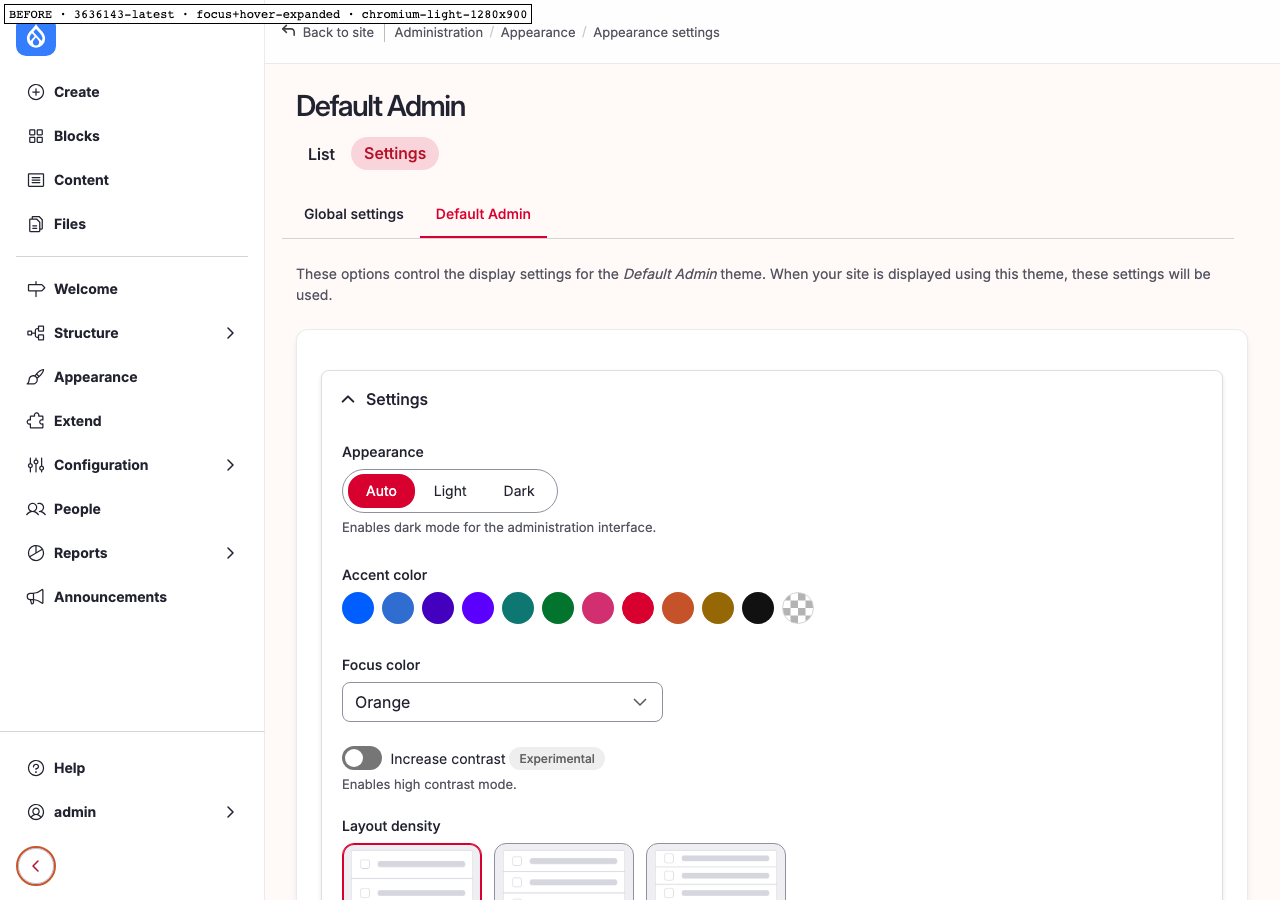 BEFORE · 3636143-latest · focus+hover-expanded · chromium-light-1280x900
Back to site
Administration / Appearance / Appearance settings
Create
Blocks
Content
Files
Welcome
Structure
Appearance
Extend
Configuration
People
Reports
Announcements
Help
admin
Default Admin
List
Settings
Global settings
Default Admin
These options control the display settings for the Default Admin theme. When your site is displayed using this theme, these settings will be
used.
Settings
Appearance
Auto
Light
Dark
Enables dark mode for the administration interface.
Accent color
Focus color
Orange
Increase contrast
Experimental
Enables high contrast mode.
Layout density